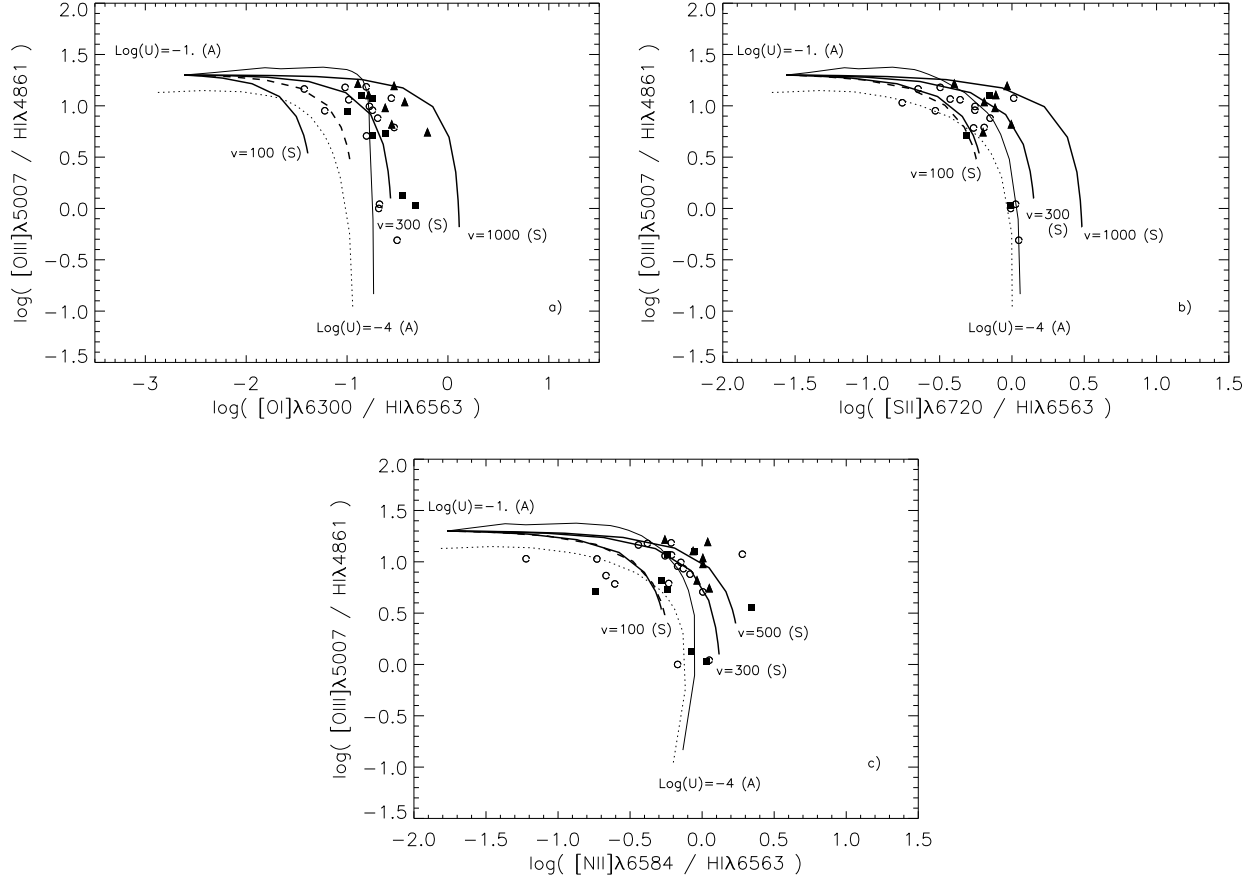 2.0
1.5
1.0
0.5
0.0
−0.5
−1.0
−1.5
log( [OIII]λ5007 / HIλ4861 )
Log(U)=−1. (A)
v=100 (S)
v=300 (S)
v=1000 (S)
a)
Log(U)=−4 (A)
−3
−2
−1
0
1
log( [OI]λ6300 / HIλ6563 )
2.0
1.5
1.0
0.5
0.0
−0.5
−1.0
−1.5
log( [OIII]λ5007 / HIλ4861 )
Log(U)=−1. (A)
v=100 (S)
v=300
(S)
v=1000 (S)
b)
Log(U)=−4 (A)
−2.0
−1.5
−1.0
−0.5
0.0
0.5
1.0
1.5
log( [SII]λ6720 / HIλ6563 )
2.0
1.5
1.0
0.5
0.0
−0.5
−1.0
−1.5
log( [OIII]λ5007 / HIλ4861 )
Log(U)=−1. (A)
v=100 (S)
v=500 (S)
v=300 (S)
c)
Log(U)=−4 (A)
−2.0
−1.5
−1.0
−0.5
0.0
0.5
1.0
1.5
log( [NII]λ6584 / HIλ6563 )